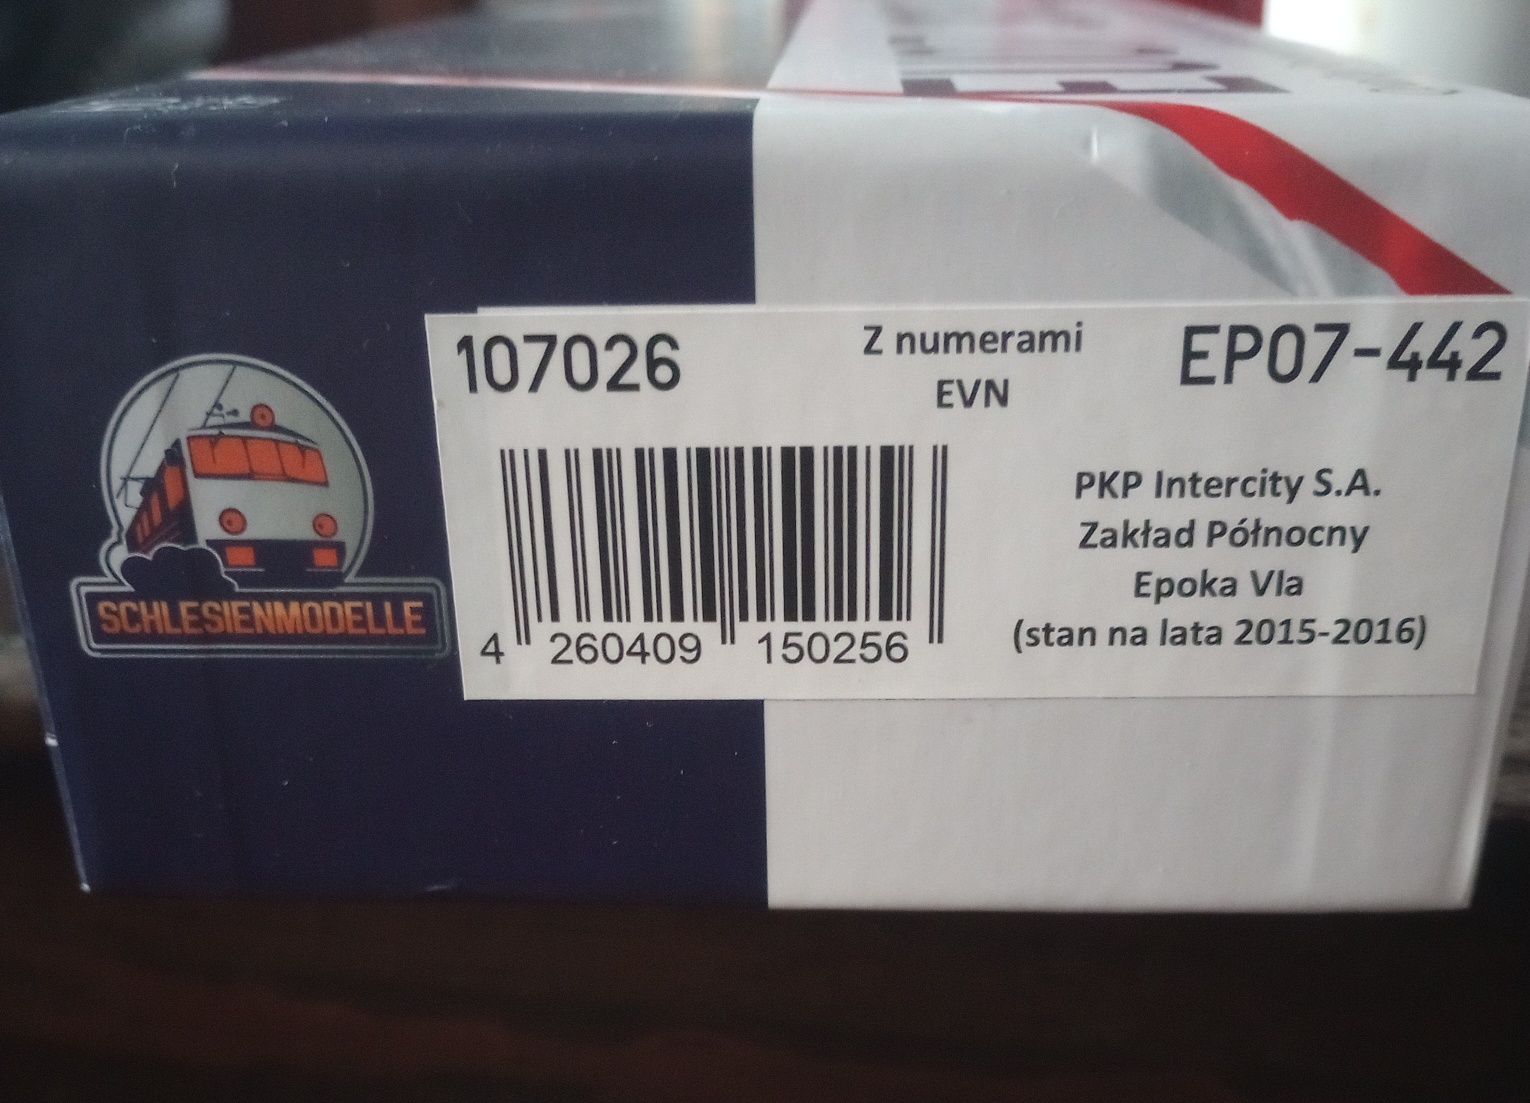 107026
Z numerami
EVN
EP07-442
PKP Intercity S.A.
Zakład Północny
Epoka VIa
(stan na lata 2015-2016)
4 260409 150256
SCHLESIENMODELLE